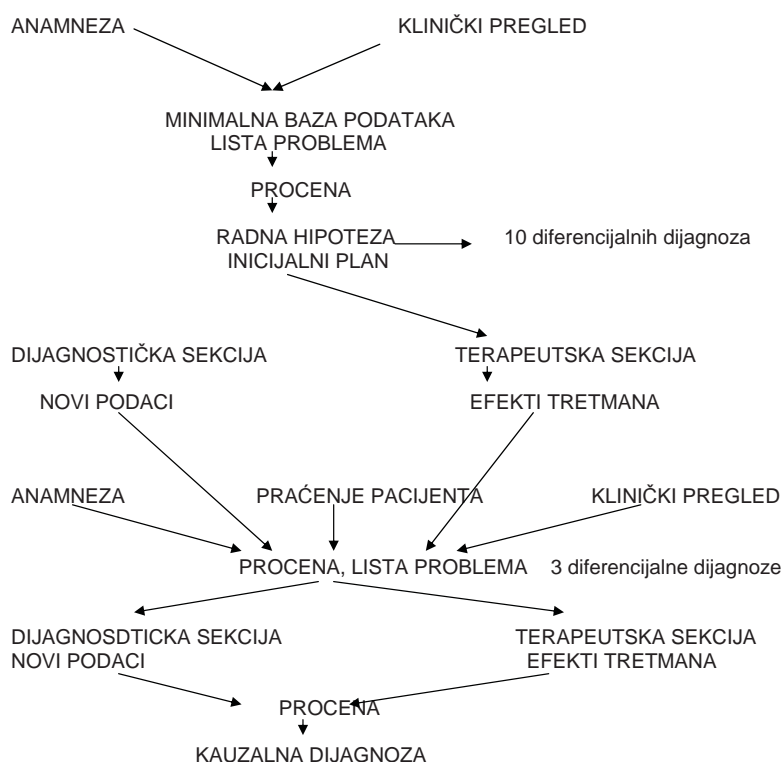 ANAMNEZA
KLINIČKI PREGLED
MINIMALNA BAZA PODATAKA
LISTA PROBLEMA
PROCENA
RADNA HIPOTEZA
10 diferencijalnih dijagnoza
INICIJALNI PLAN
DIJAGNOSTIČKA SEKCIJA
TERAPEUTSKA SEKCIJA
NOVI PODACI
EFEKTI TRETMANA
ANAMNEZA
PRAĆENJE PACIJENTA
KLINIČKI PREGLED
PROCENA, LISTA PROBLEMA
3 diferencijalne dijagnoze
DIJAGNOSDTICKA SEKCIJA
TERAPEUTSKA SEKCIJA
NOVI PODACI
EFEKTI TRETMANA
PROCENA
KAUZALNA DIJAGNOZA